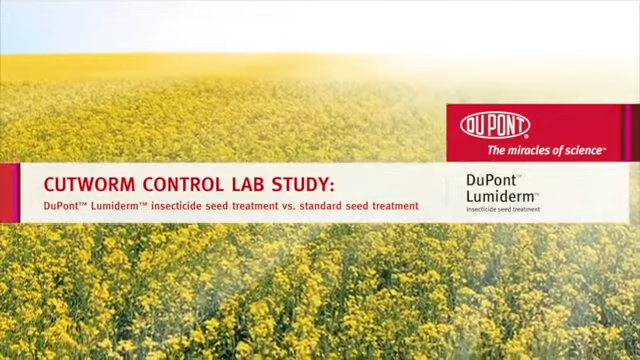 DUPONT
The miracles of science™
CUTWORM CONTROL LAB STUDY:
DuPont™ Lumiderm™ insecticide seed treatment vs. standard seed treatment
DuPont™
Lumiderm™
insecticide seed treatment